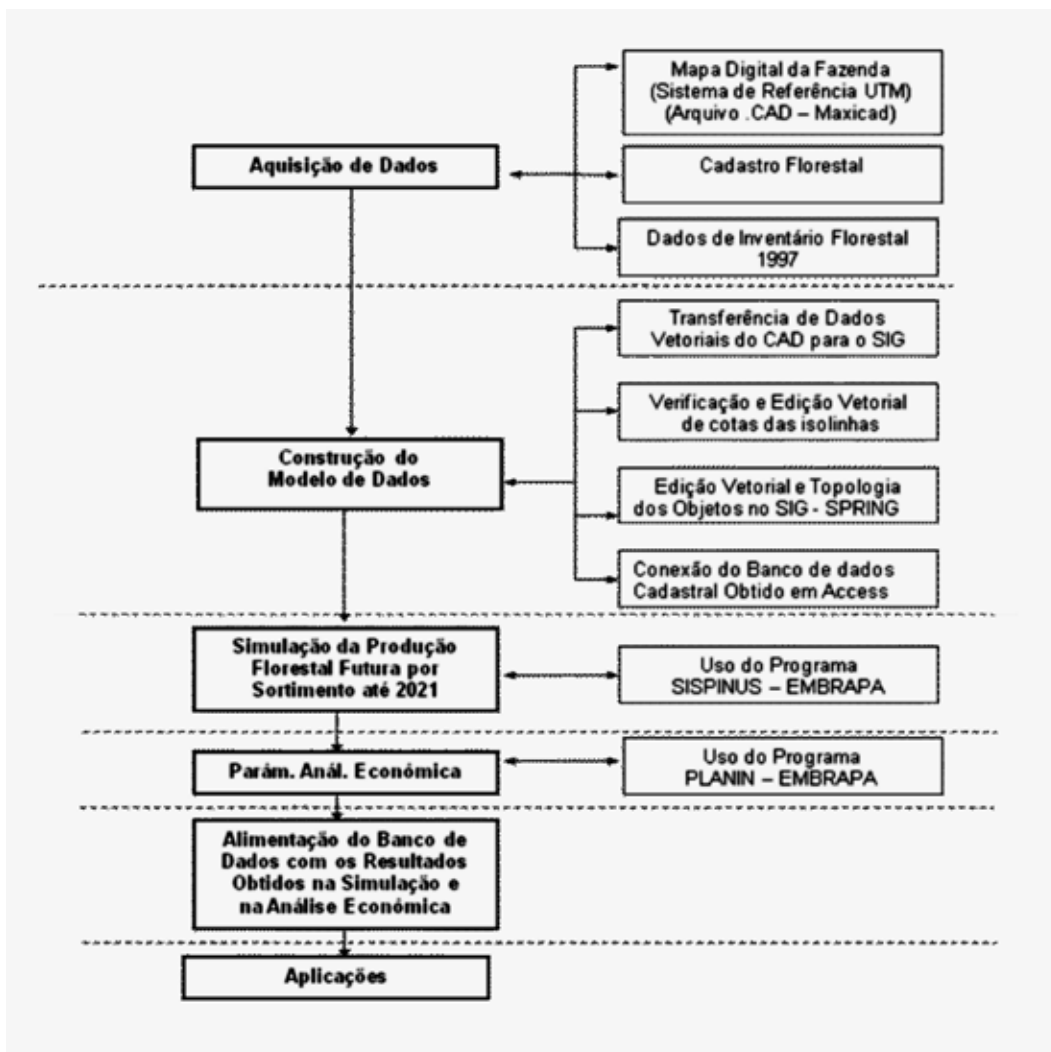 Mapa Digital da Fazenda
(Sistema de Referência UTM)
(Arquivo .CAD – Maxicad)
Aquisição de Dados
Cadastro Florestal
Dados de Inventário Florestal
1997
Transferência de Dados
Vetoriais do CAD para o SIG
Verificação e Edição Vetorial
de cotas das isolinhas
Construção do
Modelo de Dados
Edição Vetorial e Topologia
dos Objetos no SIG - SPRING
Conexão do Banco de dados
Cadastral Obtido em Access
Simulação da Produção
Florestal Futura por
Sortimento até 2021
Uso do Programa
SISPINUS – EMBRAPA
Parám. Anál. Económica
Uso do Programa
PLANIN – EMBRAPA
Alimentação do Banco de
Dados com os Resultados
Obtidos na Simulação e
na Análise Económica
Aplicações